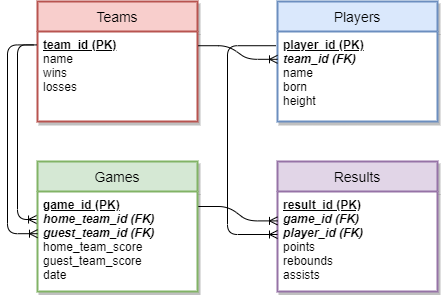 Teams
team_id (PK)
name
wins
losses
Players
player_id (PK)
team_id (FK)
name
born
height
Games
game_id (PK)
home_team_id (FK)
guest_team_id (FK)
home_team_score
guest_team_score
date
Results
result_id (PK)
game_id (FK)
player_id (FK)
points
rebounds
assists